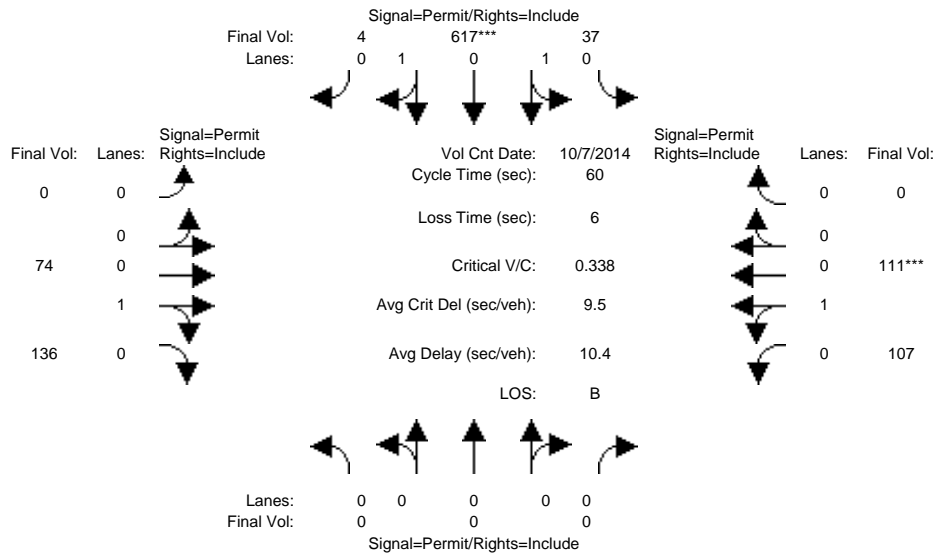 Signal=Permit/Rights=Include
Final Vol: 4 617*** 37
Lanes: 0 1 0 1 0
Signal=Permit Signal=Permit
Final Vol: Lanes: Rights=Include Vol Cnt Date: 10/7/2014 Rights=Include Lanes: Final Vol:
Cycle Time (sec): 60
0 0 0 0
Loss Time (sec): 6
0 0
74 0 Critical V/C: 0.338 0 111***
1 Avg Crit Del (sec/veh): 9.5 1
136 0 Avg Delay (sec/veh): 10.4 0 107
LOS: B
Lanes: 0 0 0 0 0
Final Vol: 0 0 0
Signal=Permit/Rights=Include